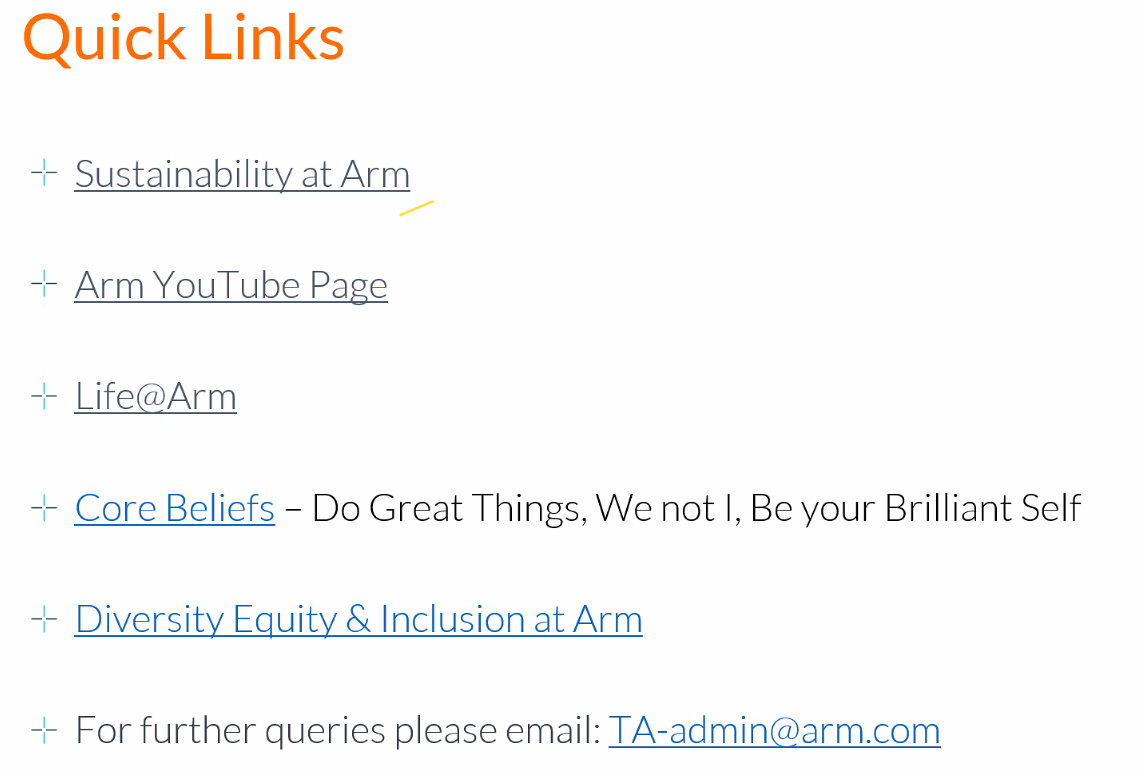 Quick Links
Sustainability at Arm
Arm YouTube Page
Life@Arm
Core Beliefs – Do Great Things, We not I, Be your Brilliant Self
Diversity Equity & Inclusion at Arm
For further queries please email: TA-admin@arm.com